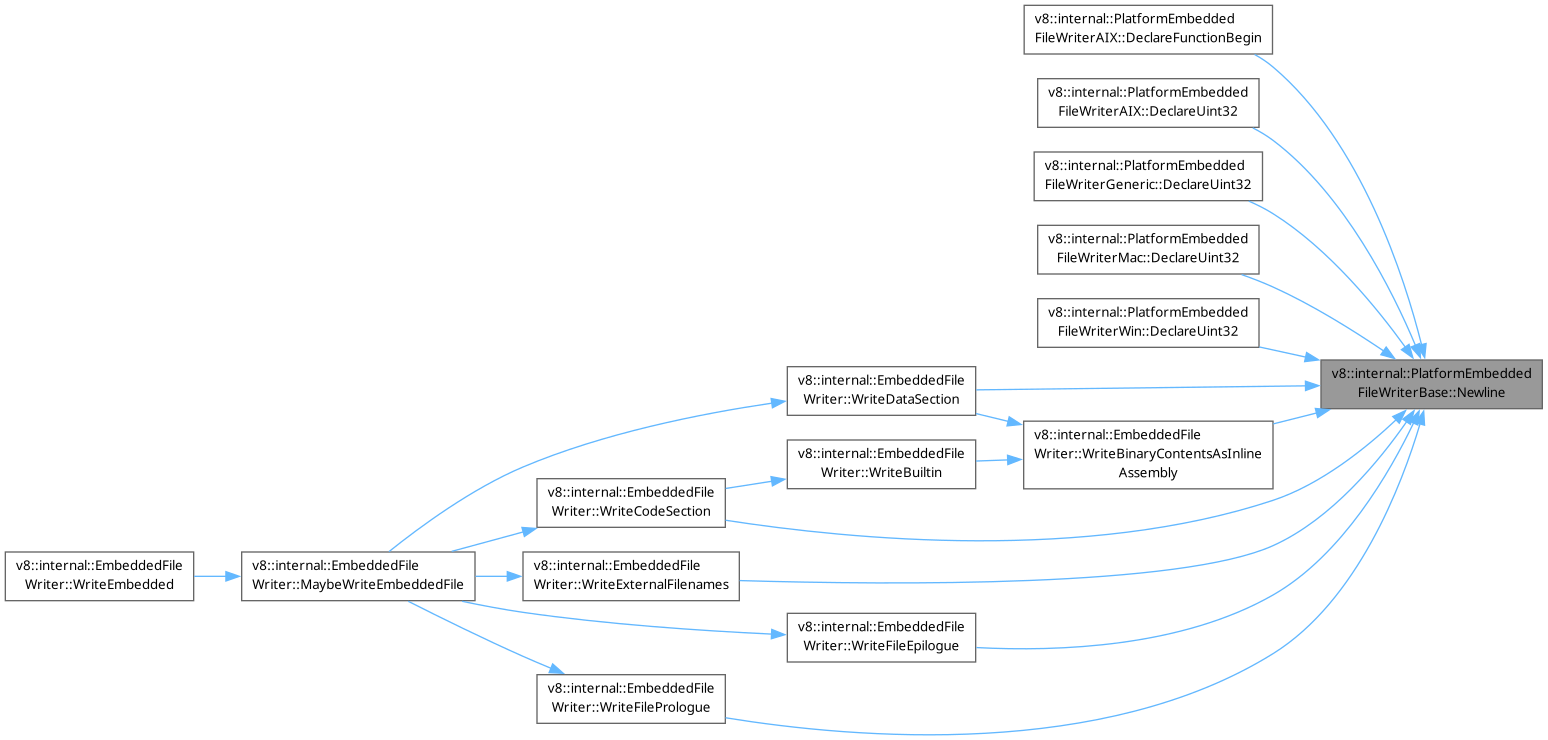 v8::internal::PlatformEmbedded
FileWriterAIX::DeclareFunctionBegin
v8::internal::PlatformEmbedded
FileWriterAIX::DeclareUint32
v8::internal::PlatformEmbedded
FileWriterGeneric::DeclareUint32
v8::internal::PlatformEmbedded
FileWriterMac::DeclareUint32
v8::internal::PlatformEmbedded
FileWriterWin::DeclareUint32
v8::internal::PlatformEmbedded
FileWriterBase::Newline
v8::internal::EmbeddedFile
Writer::WriteDataSection
v8::internal::EmbeddedFile
Writer::WriteBinaryContentsAsInline
Assembly
v8::internal::EmbeddedFile
Writer::WriteBuiltin
v8::internal::EmbeddedFile
Writer::WriteCodeSection
v8::internal::EmbeddedFile
Writer::WriteEmbedded
v8::internal::EmbeddedFile
Writer::MaybeWriteEmbeddedFile
v8::internal::EmbeddedFile
Writer::WriteExternalFilenames
v8::internal::EmbeddedFile
Writer::WriteFileEpilogue
v8::internal::EmbeddedFile
Writer::WriteFilePrologue